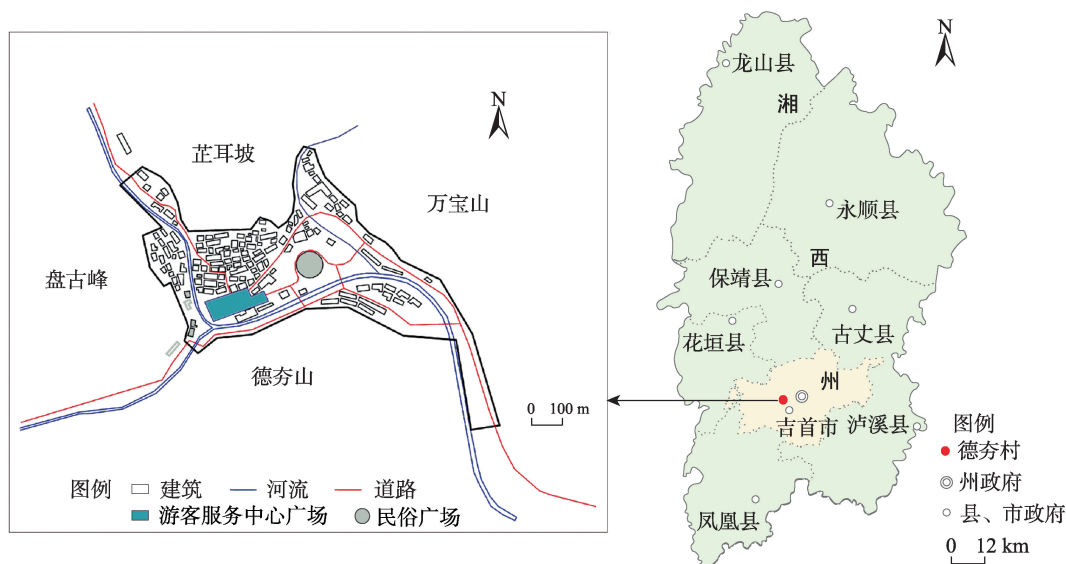 N
芷耳坡
万宝山
盘古峰
德夯山
0 100 m
图例 建筑 河流 道路
游客服务中心广场 民俗广场
N
龙山县
湘
永顺县
西
保靖县
花垣县
古丈县
州
吉首市
泸溪县
凤凰县
图例
德夯村
州政府
县、市政府
0 12 km